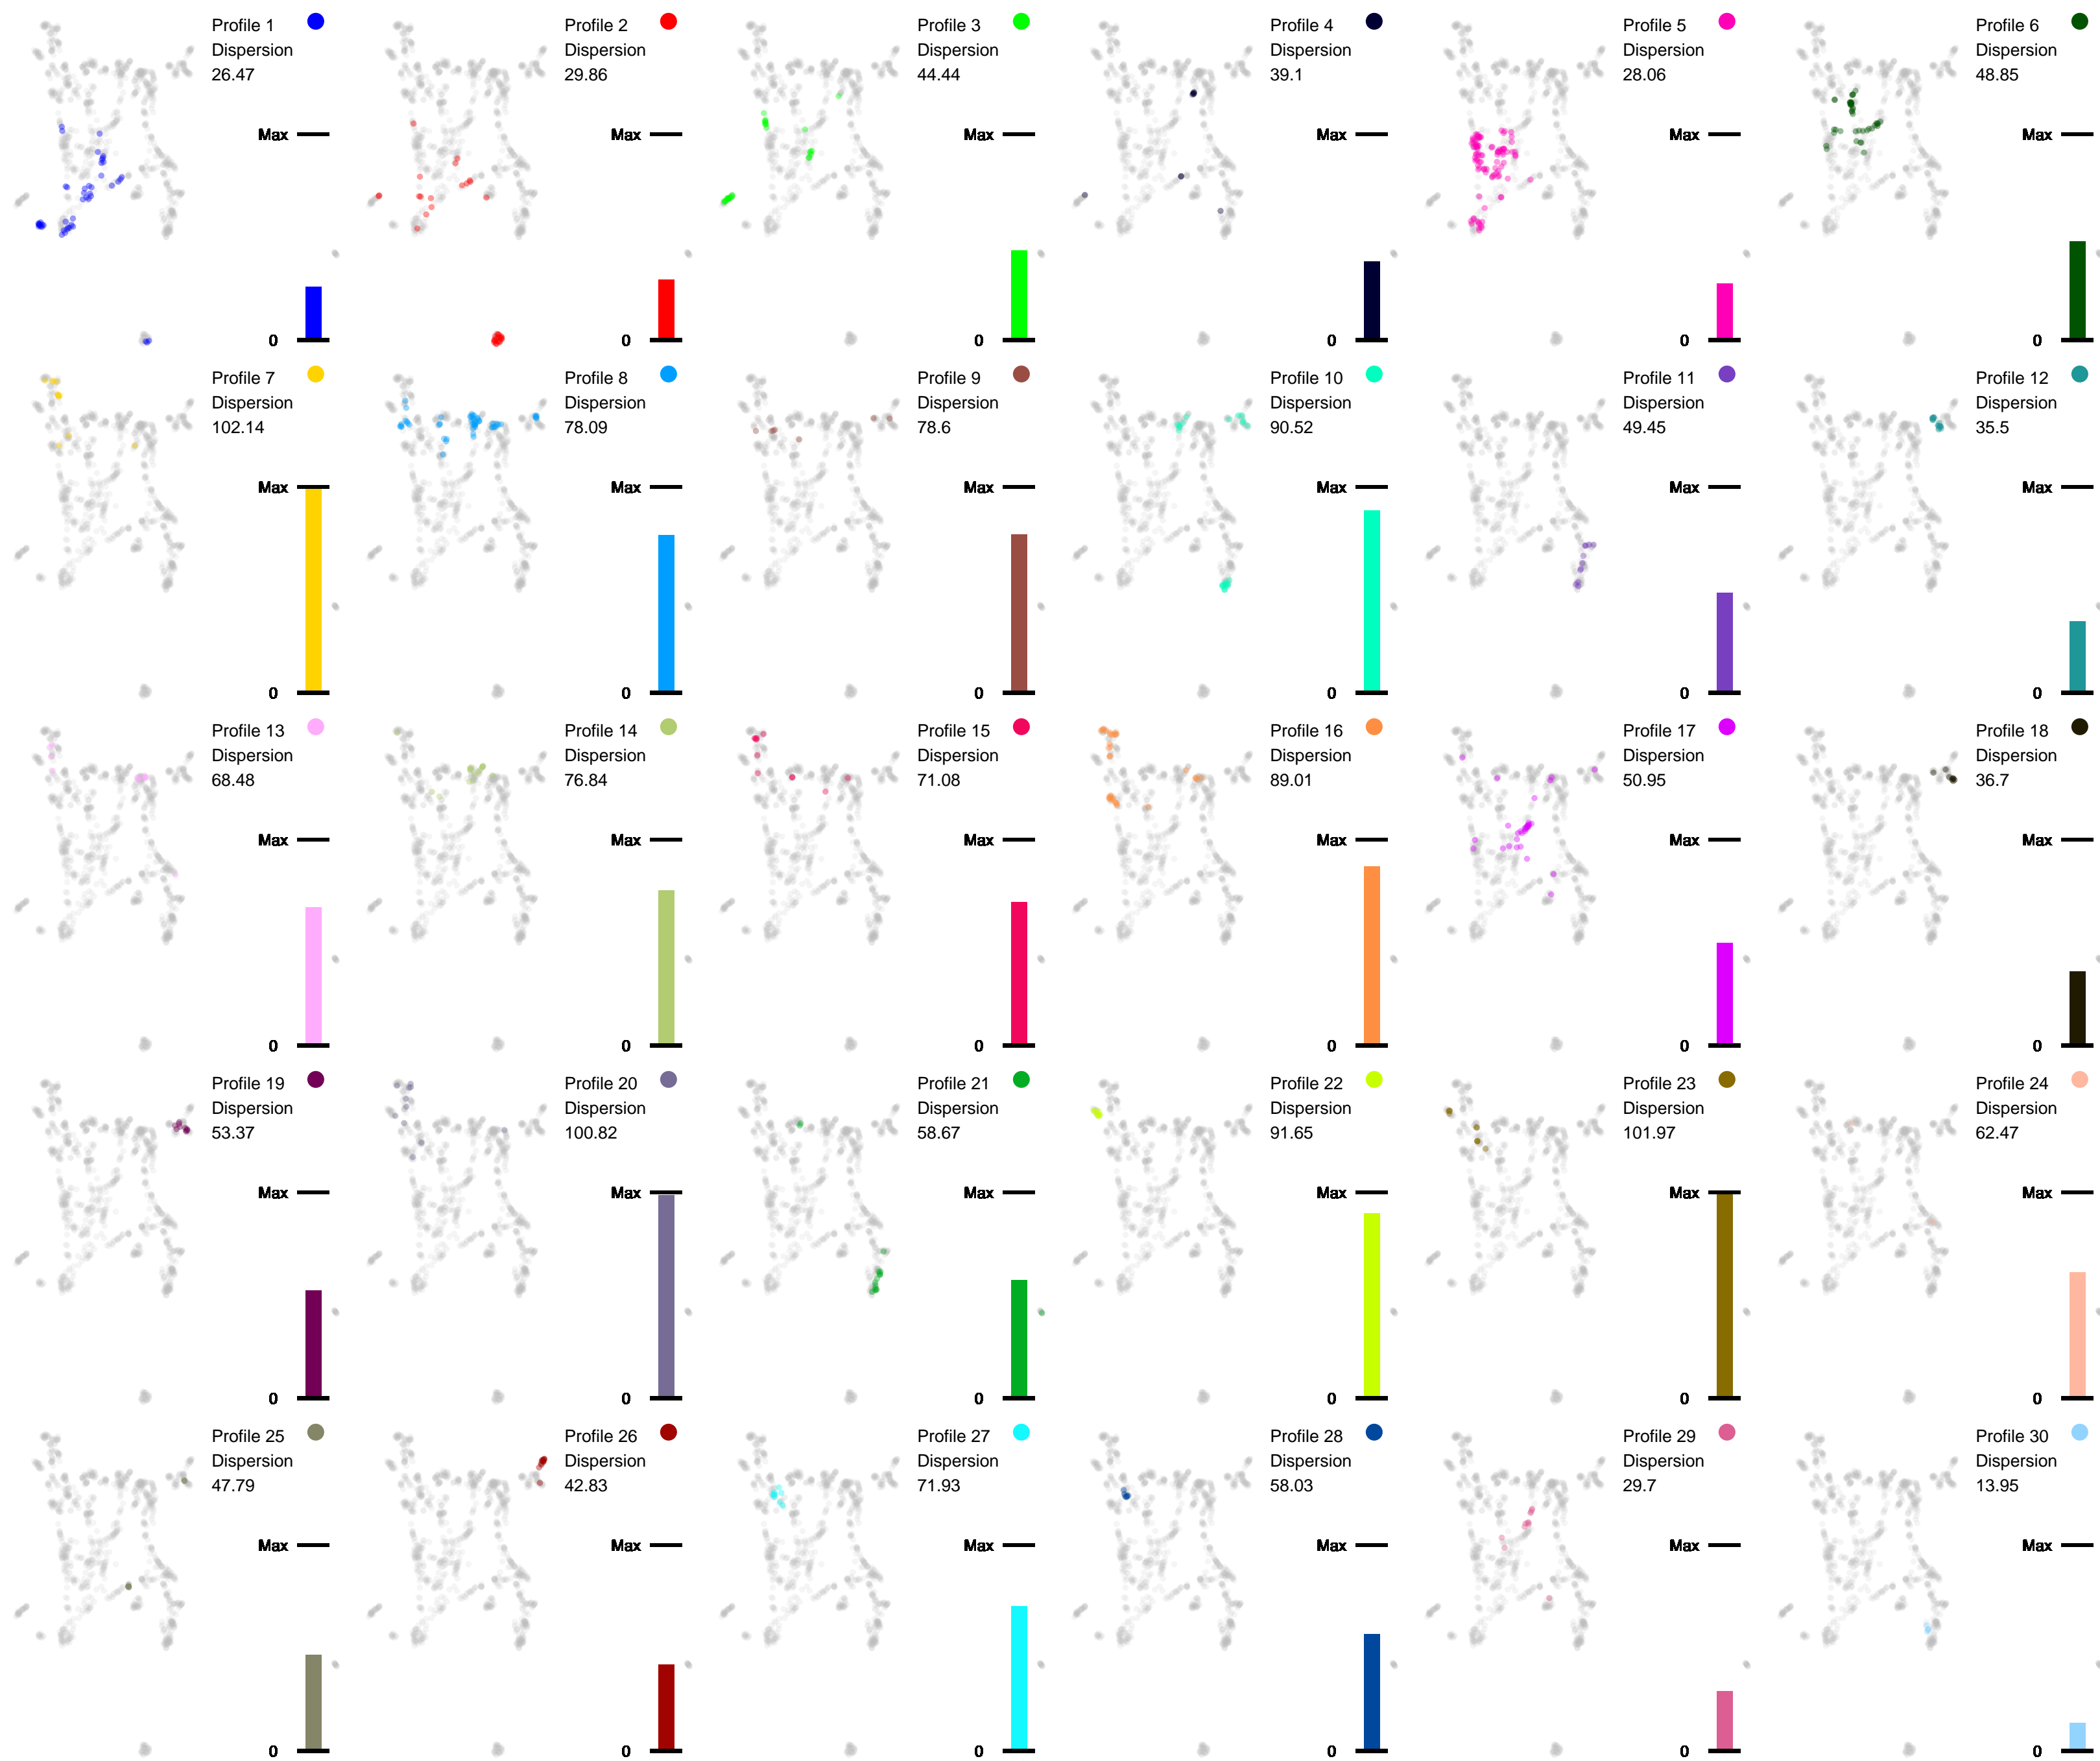 Profile 1
Dispersion
26.47
Max
0
Profile 2
Dispersion
29.86
Max
0
Profile 3
Dispersion
44.44
Max
0
Profile 4
Dispersion
39.1
Max
0
Profile 5
Dispersion
28.06
Max
0
Profile 6
Dispersion
48.85
Max
0
Profile 7
Dispersion
102.14
Max
0
Profile 8
Dispersion
78.09
Max
0
Profile 9
Dispersion
78.6
Max
0
Profile 10
Dispersion
90.52
Max
0
Profile 11
Dispersion
49.45
Max
0
Profile 12
Dispersion
35.5
Max
0
Profile 13
Dispersion
68.48
Max
0
Profile 14
Dispersion
76.84
Max
0
Profile 15
Dispersion
71.08
Max
0
Profile 16
Dispersion
89.01
Max
0
Profile 17
Dispersion
50.95
Max
0
Profile 18
Dispersion
36.7
Max
0
Profile 19
Dispersion
53.37
Max
0
Profile 20
Dispersion
100.82
Max
0
Profile 21
Dispersion
58.67
Max
0
Profile 22
Dispersion
91.65
Max
0
Profile 23
Dispersion
101.97
Max
0
Profile 24
Dispersion
62.47
Max
0
Profile 25
Dispersion
47.79
Max
0
Profile 26
Dispersion
42.83
Max
0
Profile 27
Dispersion
71.93
Max
0
Profile 28
Dispersion
58.03
Max
0
Profile 29
Dispersion
29.7
Max
0
Profile 30
Dispersion
13.95
Max
0